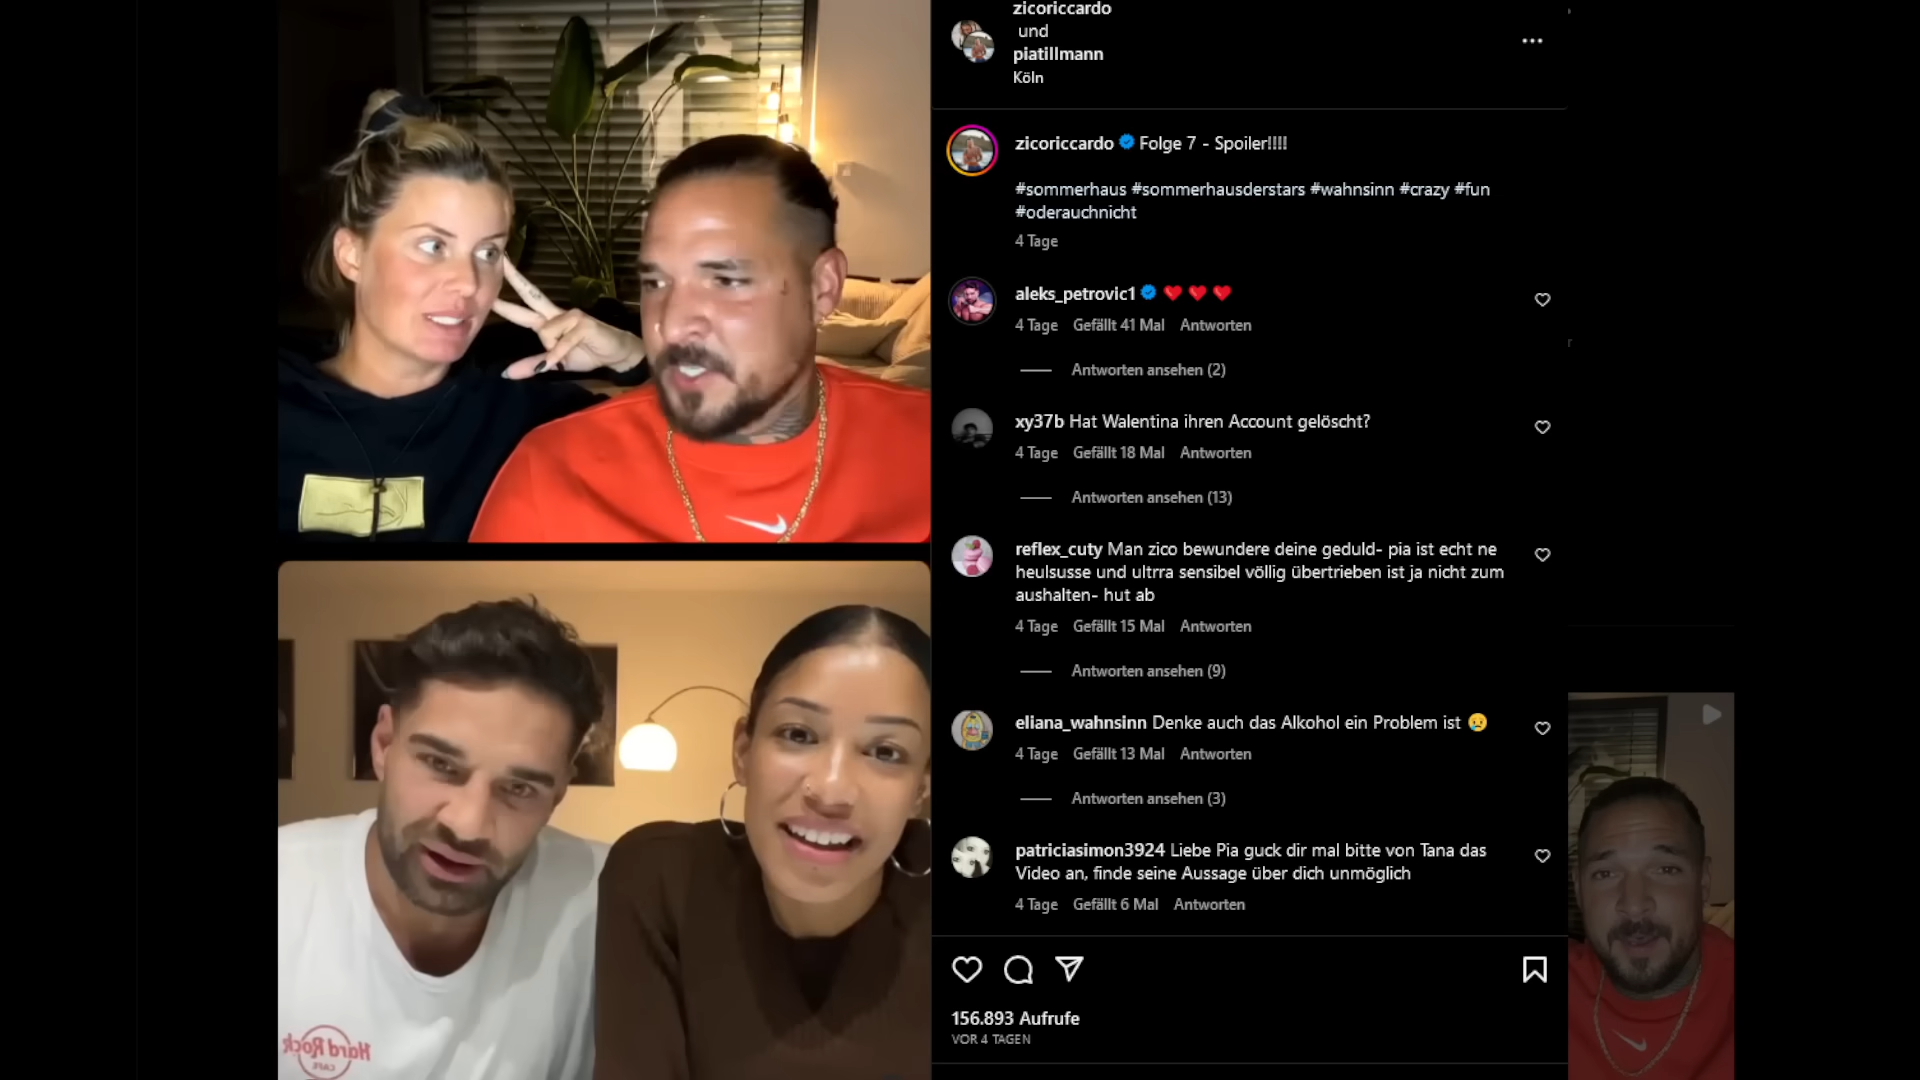 zicoriccardo
und
piatillmann
Köln
zicoriccardo Folge 7 - Spoiler!!!!
#sommerhaus #sommerhausderstars #wahnsinn #crazy #fun
#oderauchnicht
4 Tage
aleks_petrovic1 ❤️ ❤️ ❤️
4 Tage Gefällt 41 Mal Antworten
Antworten ansehen (2)
xy37b Hat Walentina ihren Account gelöscht?
4 Tage Gefällt 18 Mal Antworten
Antworten ansehen (13)
reflex_cuty Man zico bewundere deine geduld- pia ist echt ne
heulsusse und ultrra sensibel völlig übertrieben ist ja nicht zum
aushalten- hut ab
4 Tage Gefällt 15 Mal Antworten
Antworten ansehen (9)
eliana_wahnsinn Denke auch das Alkohol ein Problem ist 😥
4 Tage Gefällt 13 Mal Antworten
Antworten ansehen (3)
patriciasimon3924 Liebe Pia guck dir mal bitte von Tana das
Video an, finde seine Aussage über dich unmöglich
4 Tage Gefällt 6 Mal Antworten
156.893 Aufrufe
VOR 4 TAGEN
Hard Rock
CAFE